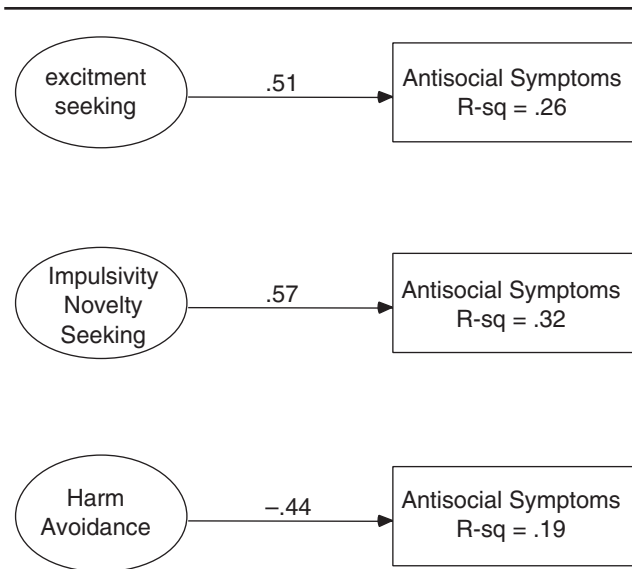 excitment
seeking
.51
Antisocial Symptoms
R-sq = .26
Impulsivity
Novelty
Seeking
.57
Antisocial Symptoms
R-sq = .32
Harm
Avoidance
–.44
Antisocial Symptoms
R-sq = .19